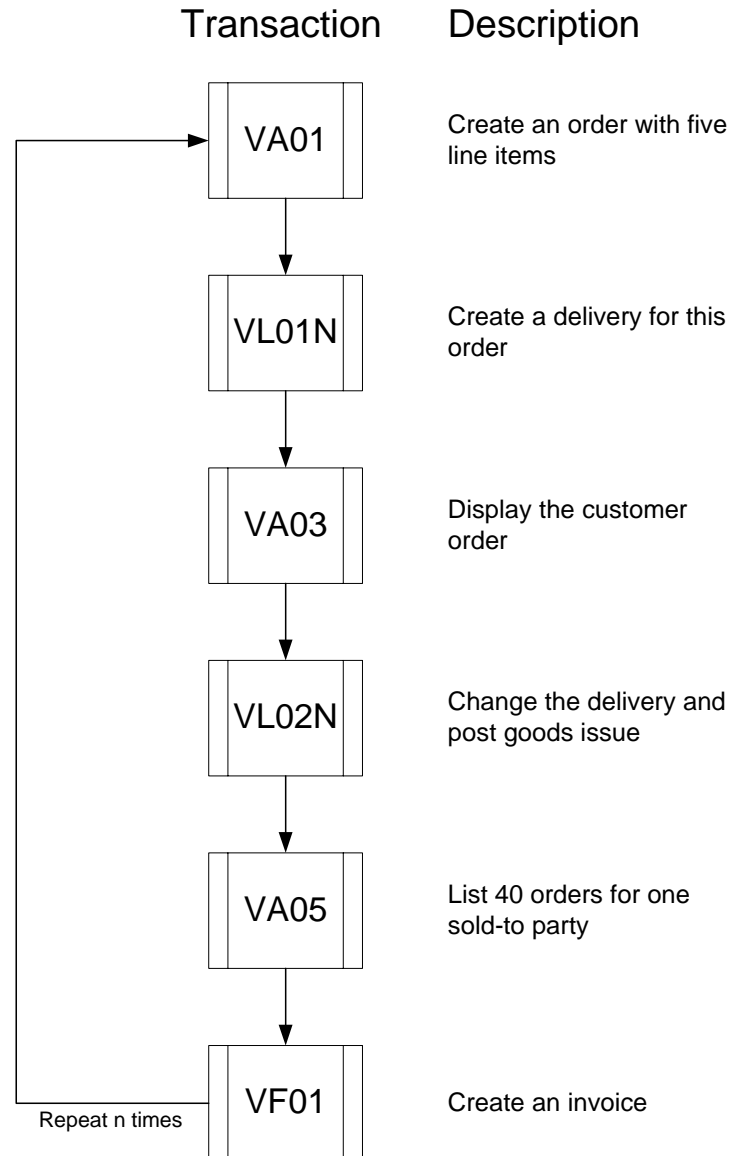 Transaction Description
VA01
Create an order with five
line items
VL01N
Create a delivery for this
order
VA03
Display the customer
order
VL02N
Change the delivery and
post goods issue
VA05
List 40 orders for one
sold-to party
VF01
Create an invoice
Repeat n times